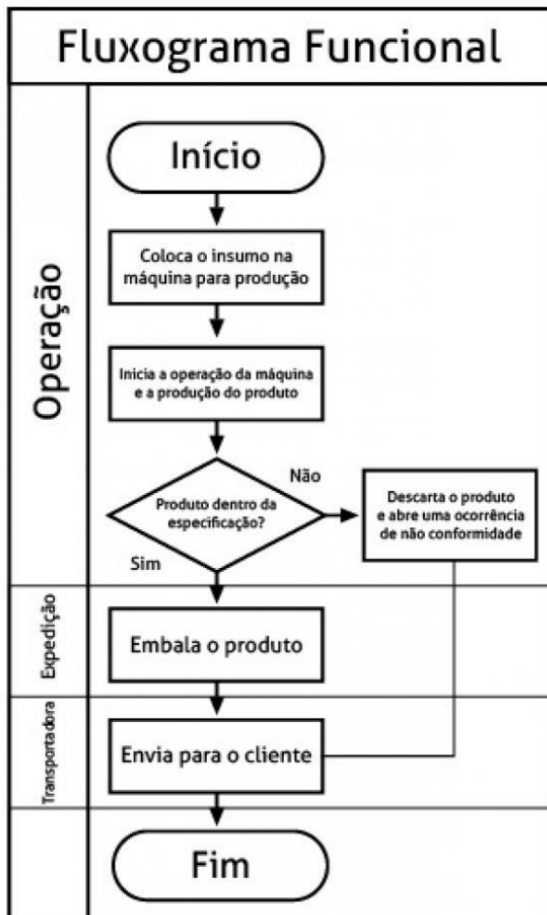 Fluxograma Funcional
Operação
Início
Coloca o insumo na
máquina para produção
Inicia a operação da máquina
e a produção do produto
Produto dentro da
especificação?
Não
Descarta o produto
e abre uma ocorrência
de não conformidade
Sim
Expedição
Embala o produto
Transportadora
Envia para o cliente
Fim